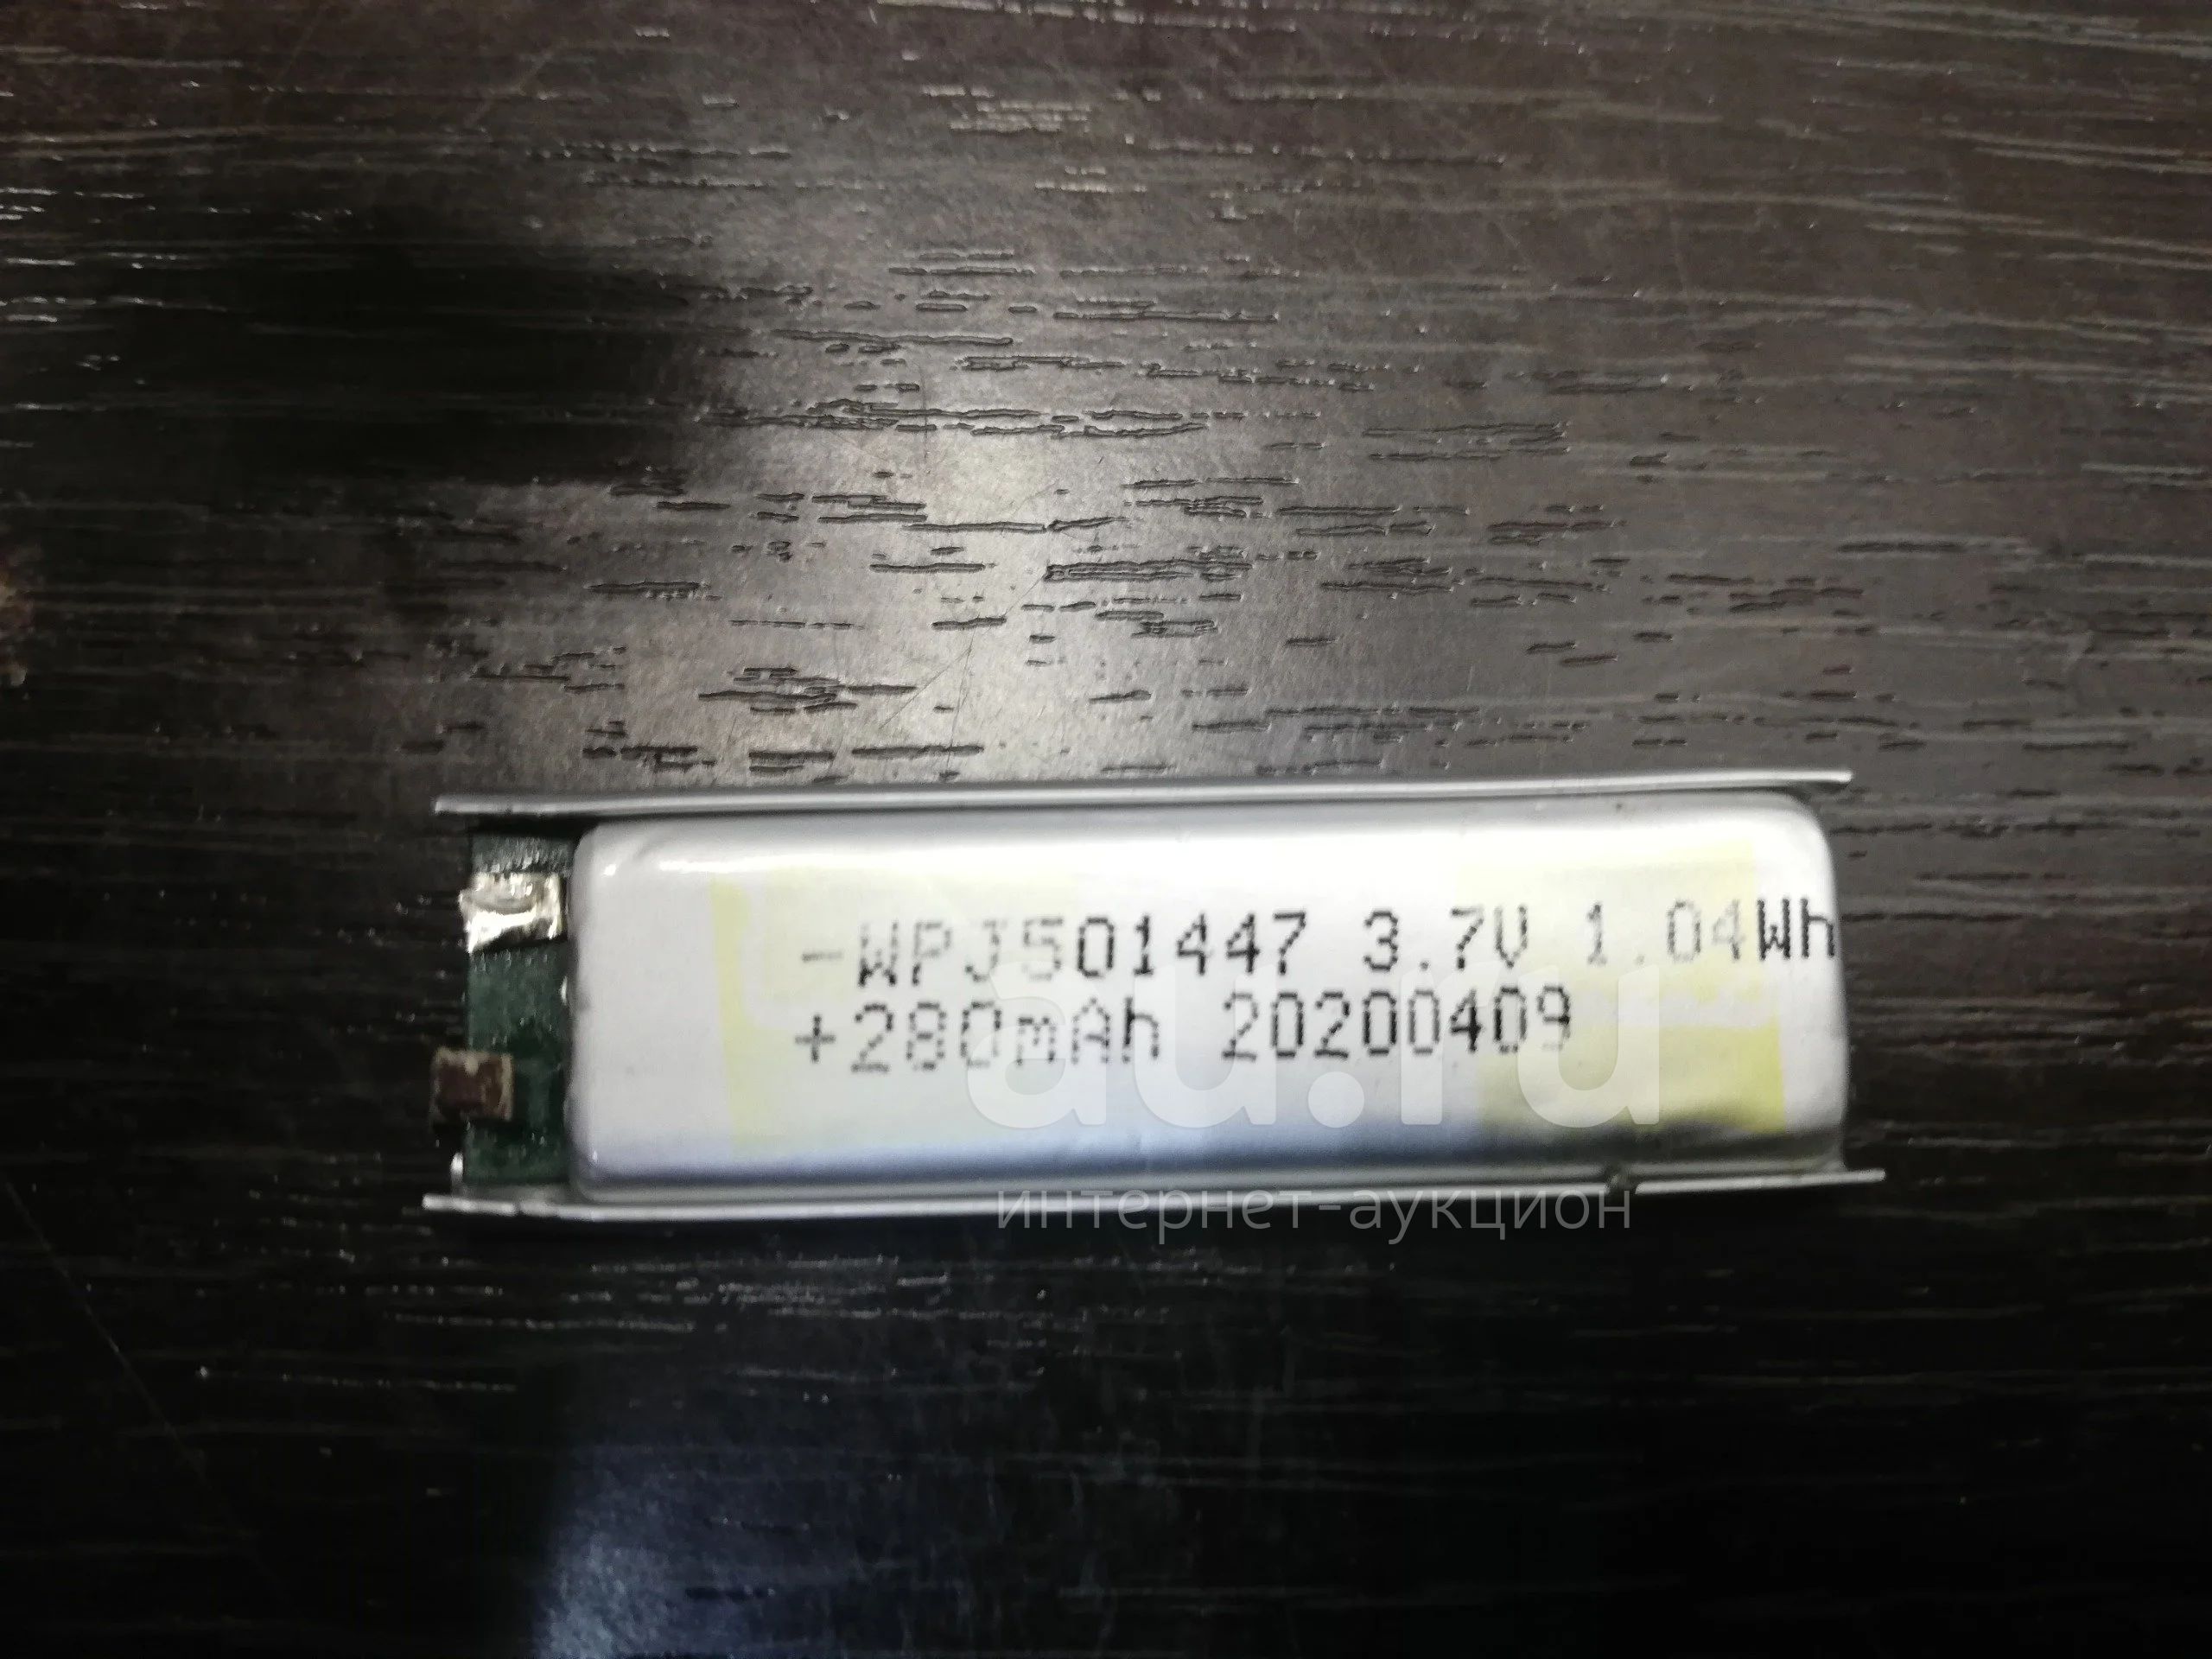 -WPJ501447 3.7V 1.04Wh
+280mAh 20200409
au.ru
интернет-аукцион